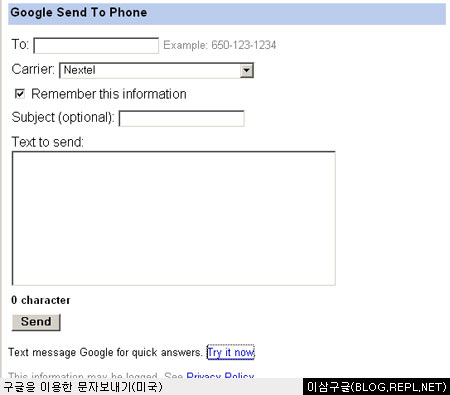 Google Send To Phone
To: Example: 650-123-1234
Carrier: Nextel
Remember this information
Subject (optional):
Text to send:
0 character
Send
Text message Google for quick answers. Try it now.
This information may be logged. See Privacy Policy
구글을 이용한 문자보내기(미국)
이삼구글(BLOG,REPL,NET)